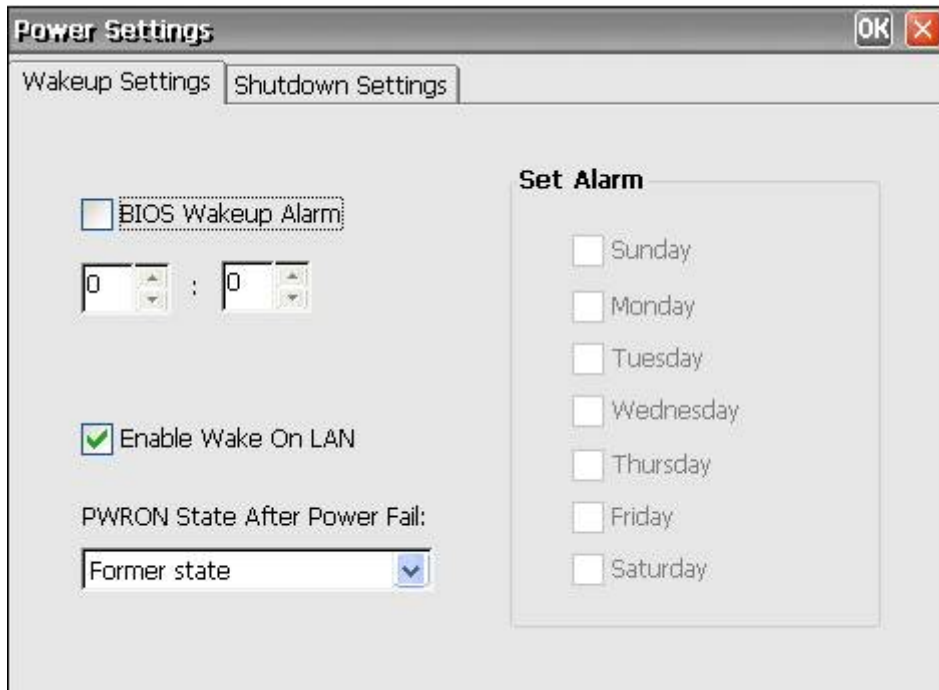 Power Settings OK
Wakeup Settings Shutdown Settings
BIOS Wakeup Alarm
0 : 0
Enable Wake On LAN
PWRON State After Power Fail:
Former state
Set Alarm
Sunday
Monday
Tuesday
Wednesday
Thursday
Friday
Saturday